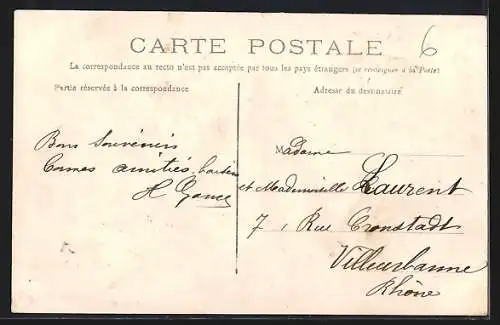 CARTE POSTALE
6
La correspondance au recto n'est pas acceptée par tous les pays étrangers (se renseigner à la Poste)
Partie réservée à la correspondance
Adresse du destinataire
Bons Souvenirs
Bonnes amitiés
H
Madame
et Mademoiselle Laurent
7, Rue Cronstadt
Villeurbanne
Rhône